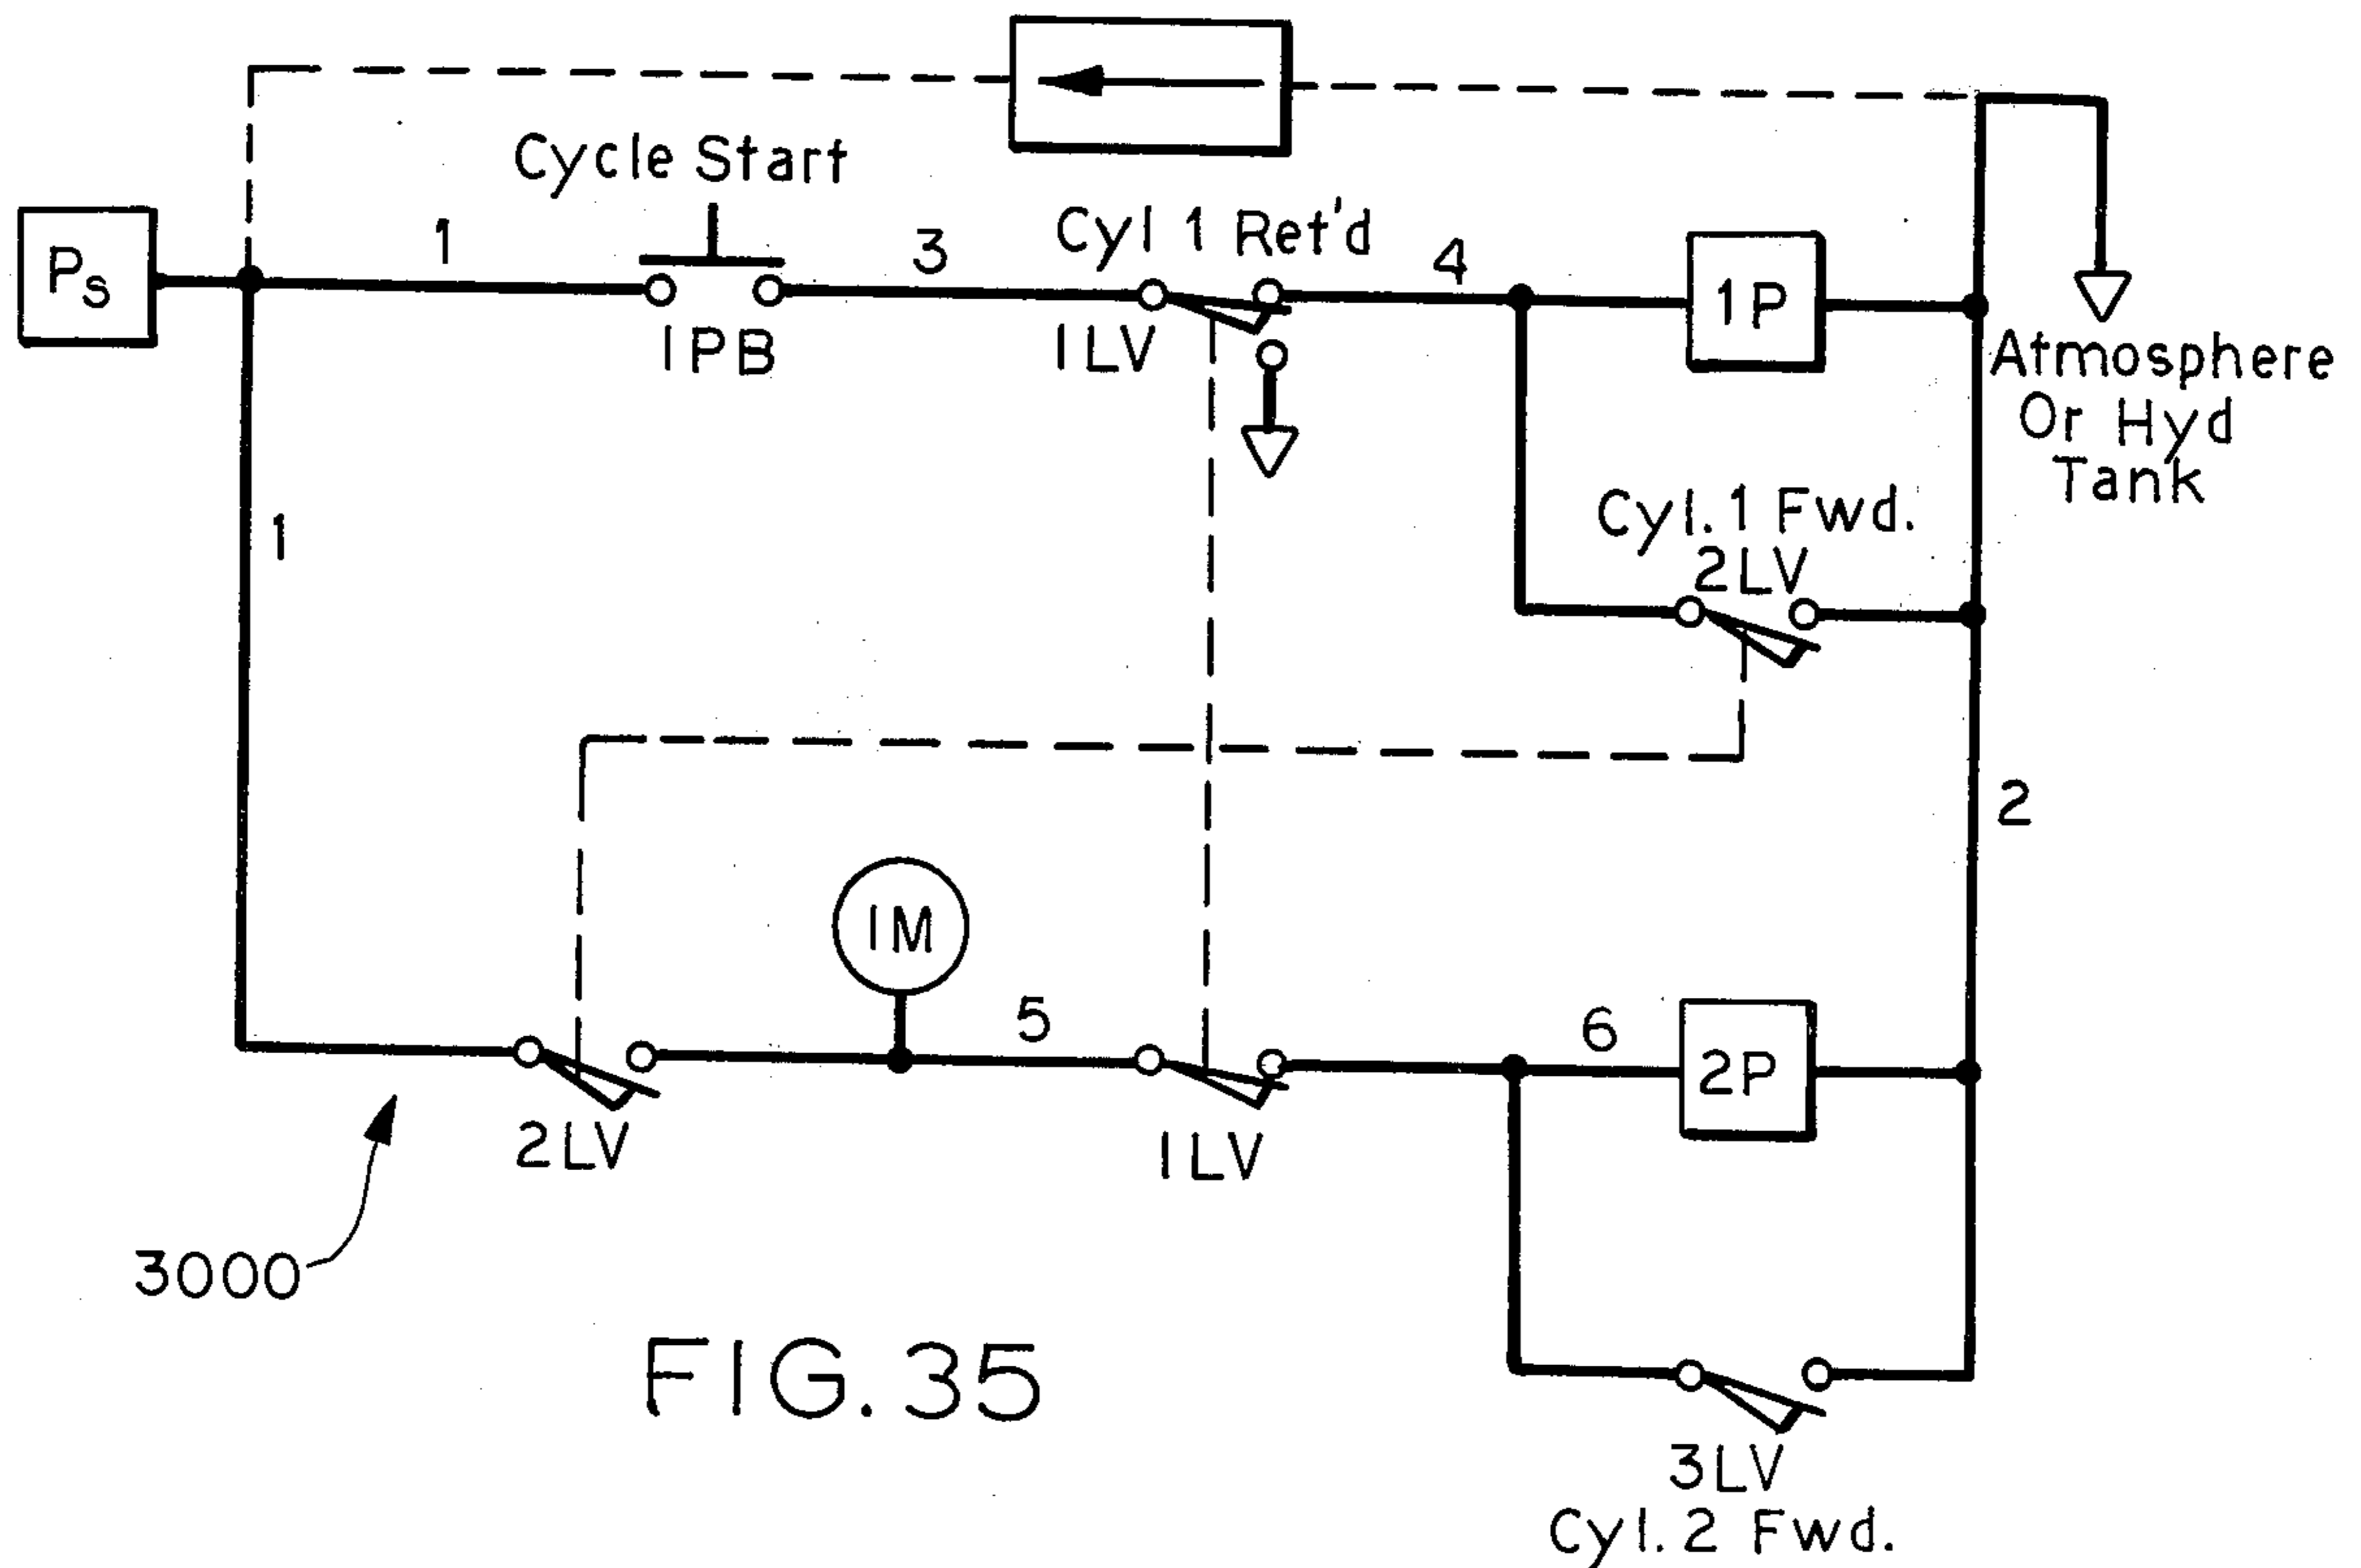 Cycle Start
Ps
1
1PB
3
Cyl 1 Ret'd
1LV
4
1P
Atmosphere
Or Hyd
Tank
Cyl. 1 Fwd.
2LV
1
2
1M
2LV
5
1LV
6
2P
3000
3LV
Cyl. 2 Fwd.
FIG. 35